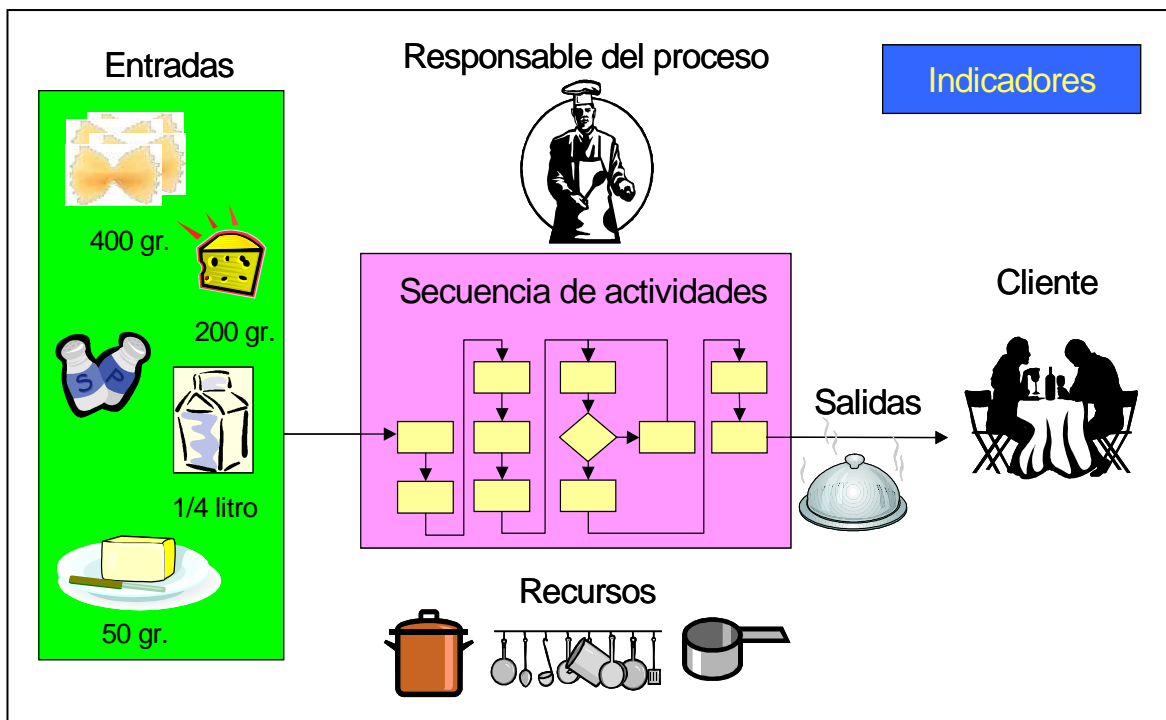 Entradas
Responsable del proceso
Indicadores
400 gr.
200 gr.
S P
1/4 litro
50 gr.
Secuencia de actividades
Salidas
Cliente
Recursos